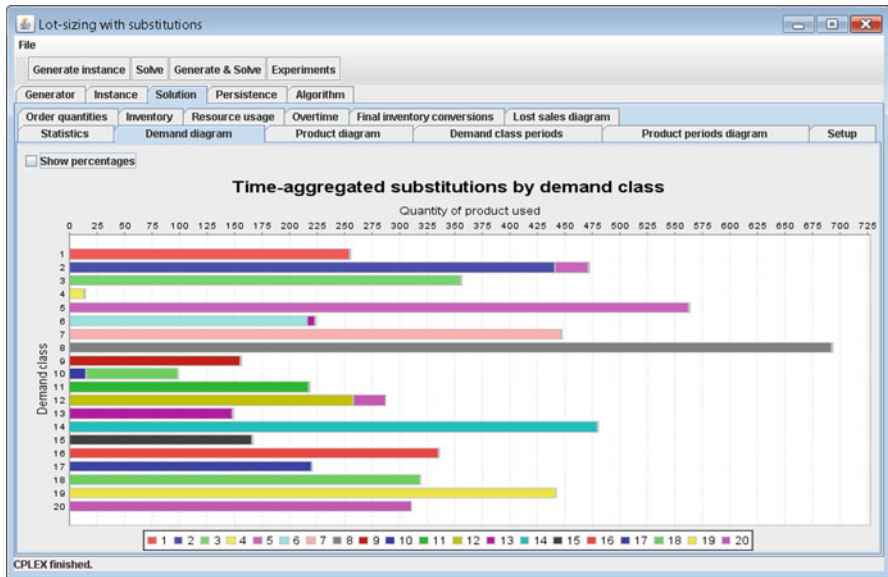 Lot-sizing with substitutions
File
Generate instance Solve Generate & Solve Experiments
Generator Instance Solution Persistence Algorithm
Order quantities Inventory Resource usage Overtime Final inventory conversions Lost sales diagram
Statistics Demand diagram Product diagram Demand class periods Product periods diagram Setup
Show percentages
Time-aggregated substitutions by demand class
Quantity of product used
0 25 50 75 100 125 150 175 200 225 250 275 300 325 350 375 400 425 450 475 500 525 550 575 600 625 650 675 700 725
Demand class
1
2
3
4
5
6
7
8
9
10
11
12
13
14
15
16
17
18
19
20
1 2 3 4 5 6 7 8 9 10 11 12 13 14 15 16 17 18 19 20
CPLEX finished.